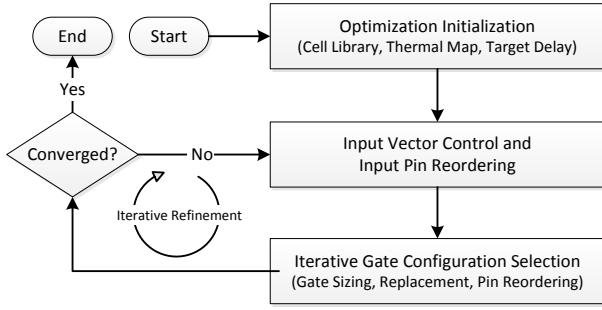 End
Start
Optimization Initialization
(Cell Library, Thermal Map, Target Delay)
Yes
Converged?
No
Input Vector Control and
Input Pin Reordering
Iterative Refinement
Iterative Gate Configuration Selection
(Gate Sizing, Replacement, Pin Reordering)